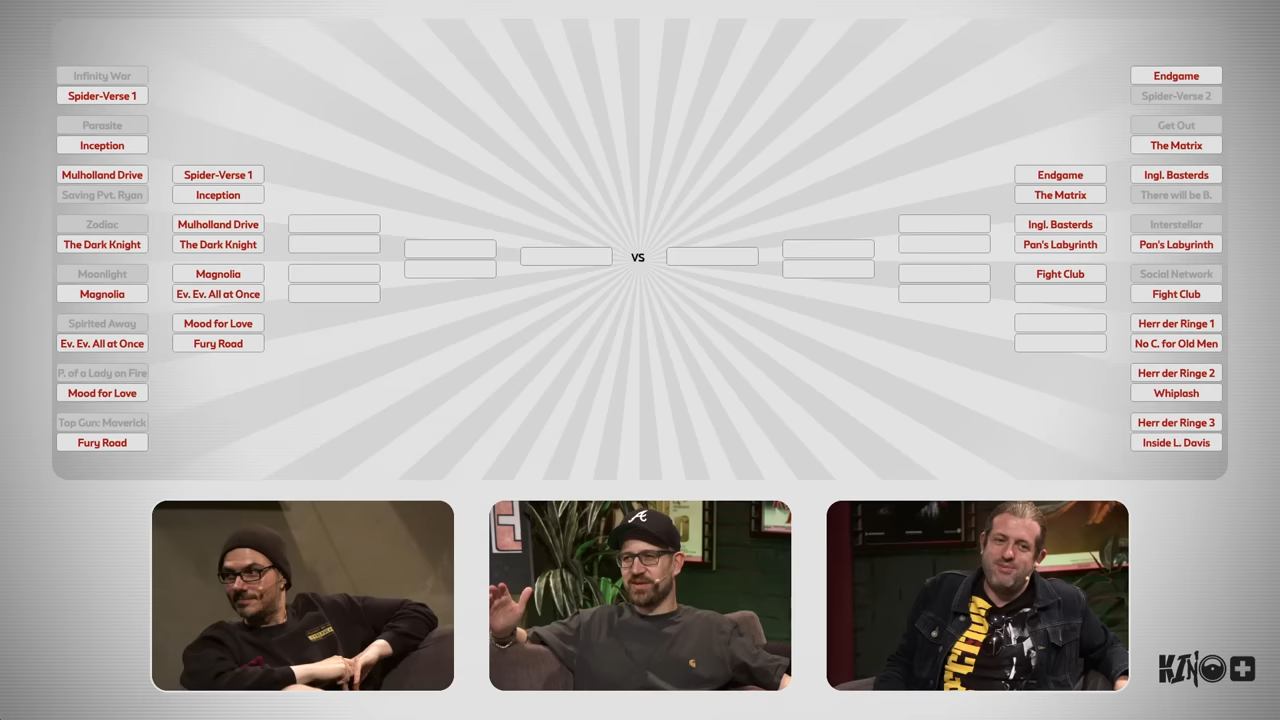 Infinity War
Spider-Verse 1
Parasite
Inception
Mulholland Drive
Saving Pvt. Ryan
Zodiac
The Dark Knight
Moonlight
Magnolia
Spirited Away
Ev. Ev. All at Once
P. of a Lady on Fire
Mood for Love
Top Gun: Maverick
Fury Road
Spider-Verse 1
Inception
Mulholland Drive
The Dark Knight
Magnolia
Ev. Ev. All at Once
Mood for Love
Fury Road
VS
Endgame
The Matrix
Ingl. Basterds
Pan's Labyrinth
Fight Club
Endgame
Spider-Verse 2
Get Out
The Matrix
Ingl. Basterds
There will be B.
Interstellar
Pan's Labyrinth
Social Network
Fight Club
Herr der Ringe 1
No C. for Old Men
Herr der Ringe 2
Whiplash
Herr der Ringe 3
Inside L. Davis
A
KINO+